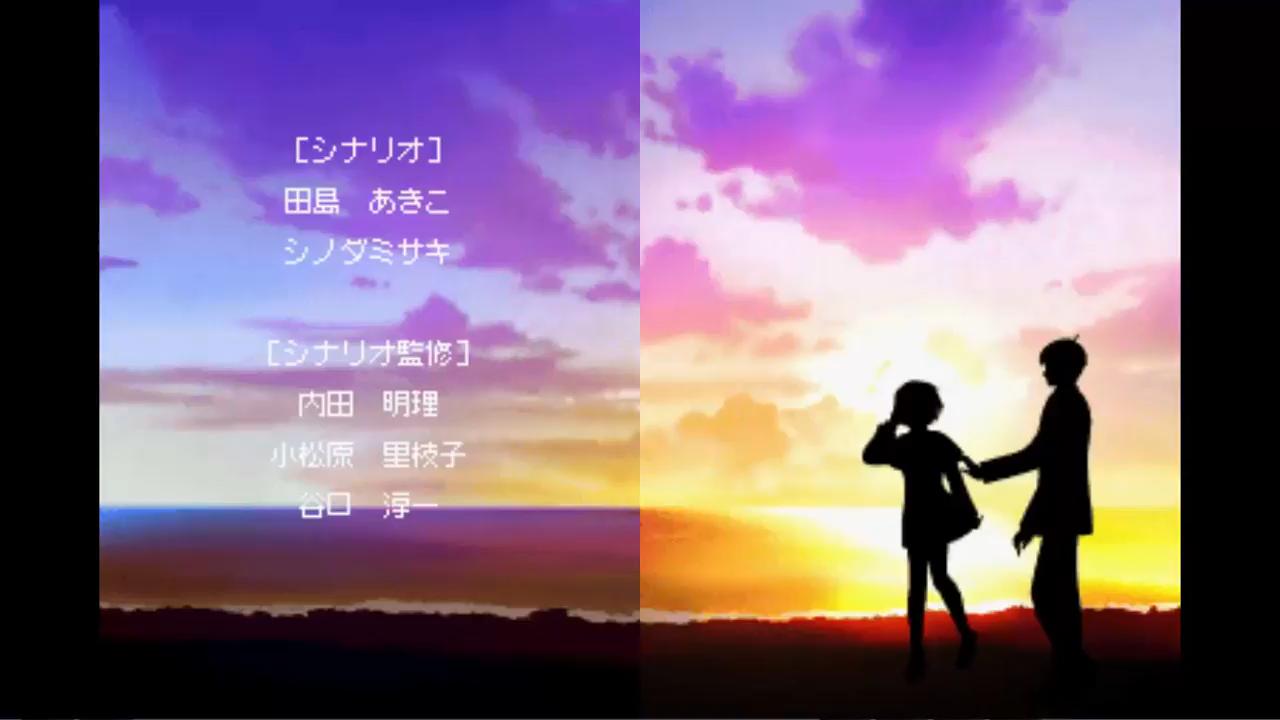 [シナリオ]
田島　あきこ
シノダミサキ
[シナリオ監修]
内田　明理
小松原　里枝子
谷口　淳一